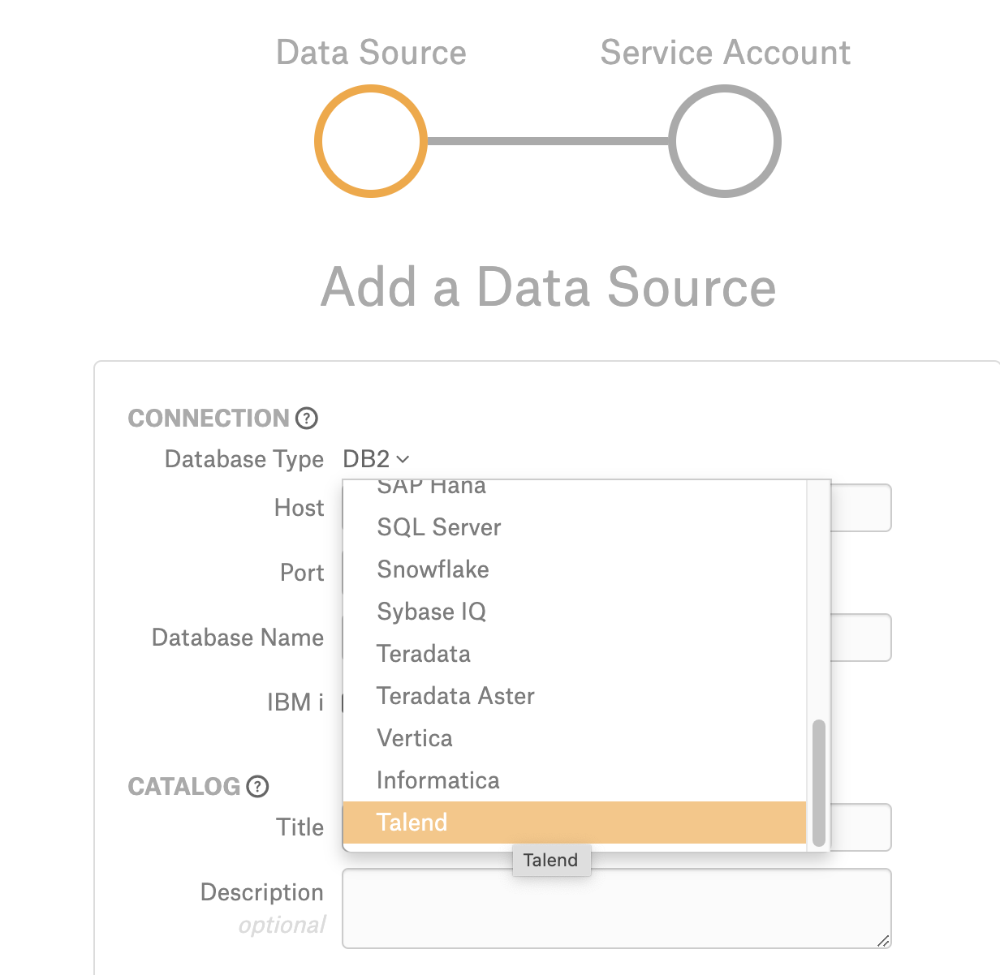 Data Source
Service Account
Add a Data Source
CONNECTION ?
Database Type DB2
SAP Hana
Host
SQL Server
Snowflake
Port
Sybase IQ
Database Name
Teradata
Teradata Aster
IBM i
Vertica
Informatica
CATALOG ?
Talend
Title
Talend
Description
optional